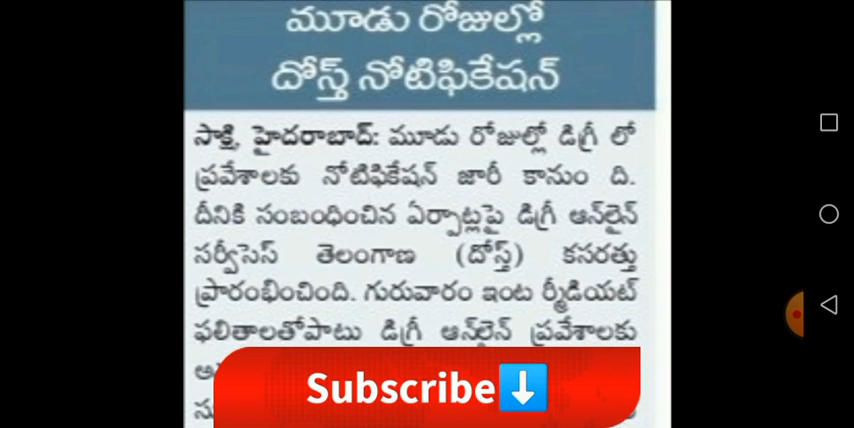 మూడు రోజుల్లో
దోస్త్ నోటిఫికేషన్
సాక్షి, హైదరాబాద్: మూడు రోజుల్లో డిగ్రీ లో
ప్రవేశాలకు నోటిఫికేషన్ జారీ కానుం ది.
దీనికి సంబంధించిన ఏర్పాట్లపై డిగ్రీ ఆన్‌లైన్
సర్వీసెస్ తెలంగాణ (దోస్త్) కసరత్తు
ప్రారంభించింది. గురువారం ఇంట ర్మీడియట్
ఫలితాలతోపాటు డిగ్రీ ఆన్‌లైన్ ప్రవేశాలకు
Subscribe⬇️